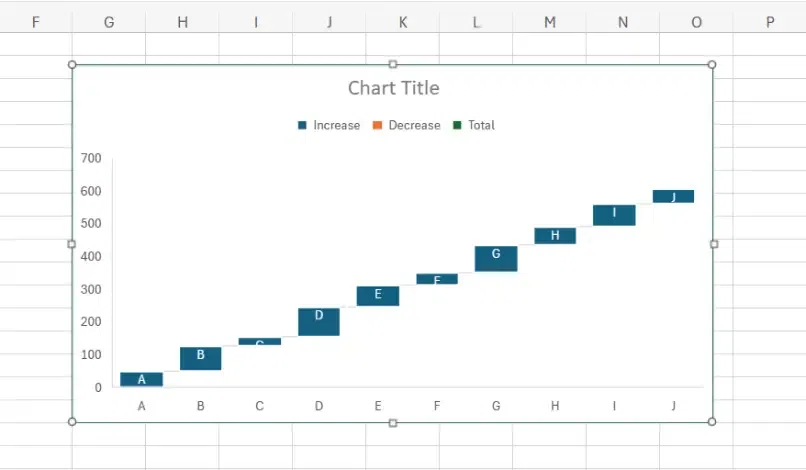 F G H I J K L M N O P
Chart Title
Increase Decrease Total
700
600
500
400
300
200
100
0
J
I
H
G
F
E
D
C
B
A
A B C D E F G H I J